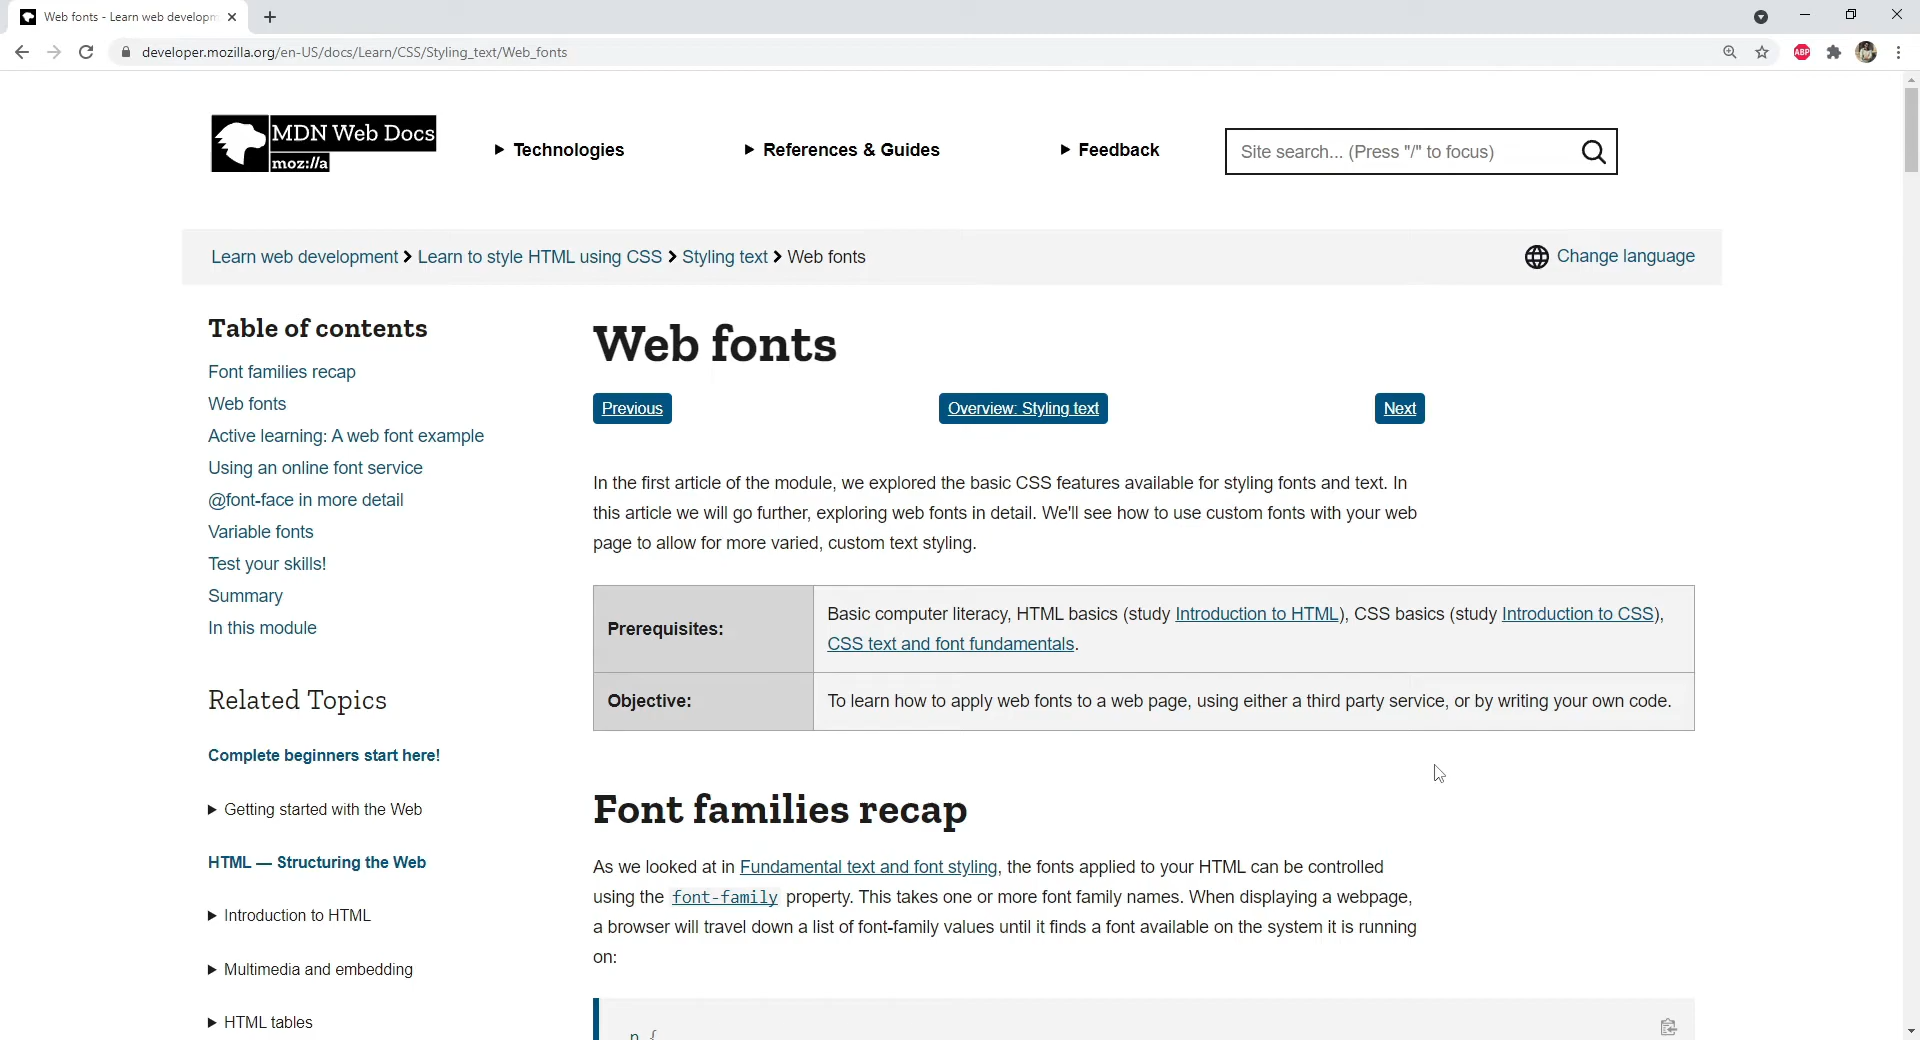 Web fonts - Learn web developm
developer.mozilla.org/en-US/docs/Learn/CSS/Styling_text/Web_fonts
ABP
MDN Web Docs
moz://a
Technologies
References & Guides
Feedback
Site search... (Press "/" to focus)
Learn web development > Learn to style HTML using CSS > Styling text > Web fonts
Change language
Table of contents
Font families recap
Web fonts
Active learning: A web font example
Using an online font service
@font-face in more detail
Variable fonts
Test your skills!
Summary
In this module
Related Topics
Complete beginners start here!
Getting started with the Web
HTML — Structuring the Web
Introduction to HTML
Multimedia and embedding
HTML tables
Web fonts
Previous
Overview: Styling text
Next
In the first article of the module, we explored the basic CSS features available for styling fonts and text. In
this article we will go further, exploring web fonts in detail. We'll see how to use custom fonts with your web
page to allow for more varied, custom text styling.
Prerequisites:
Basic computer literacy, HTML basics (study Introduction to HTML), CSS basics (study Introduction to CSS),
CSS text and font fundamentals.
Objective:
To learn how to apply web fonts to a web page, using either a third party service, or by writing your own code.
Font families recap
As we looked at in Fundamental text and font styling, the fonts applied to your HTML can be controlled
using the font-family property. This takes one or more font family names. When displaying a webpage,
a browser will travel down a list of font-family values until it finds a font available on the system it is running
on:
p {